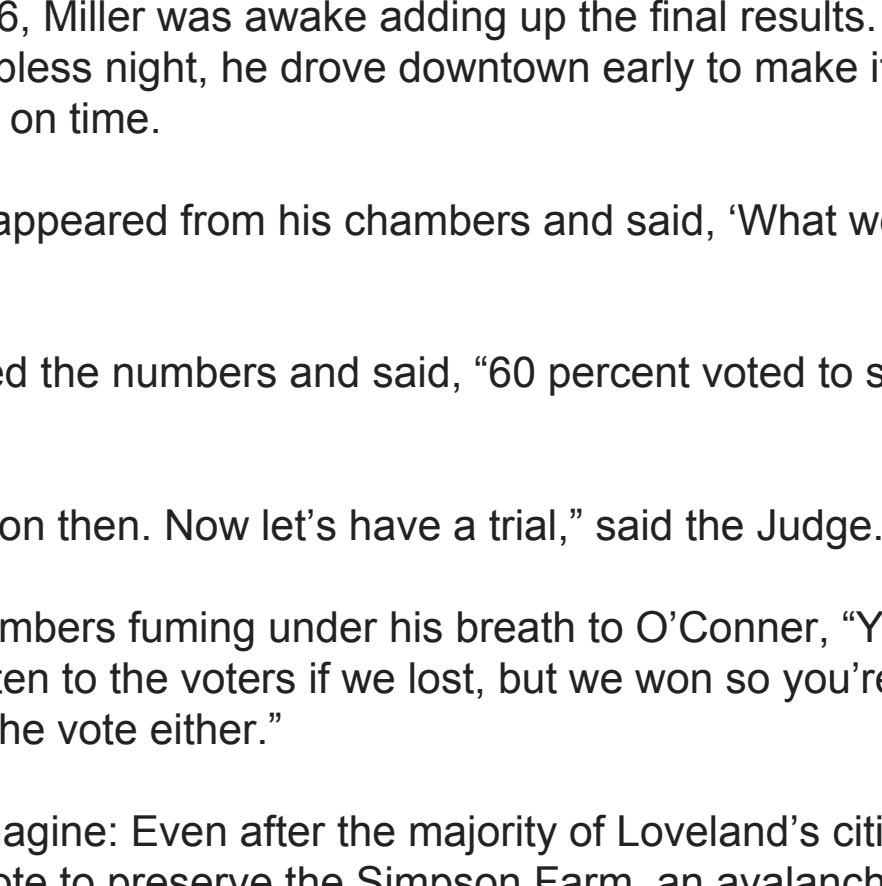 6, Miller was awake adding up the final results.
pless night, he drove downtown early to make i
on time.
appeared from his chambers and said, ‘What w
ed the numbers and said, “60 percent voted to s
on then. Now let’s have a trial,” said the Judge.
mbers fuming under his breath to O’Conner, “Y
ten to the voters if we lost, but we won so you’re
he vote either.”
agine: Even after the majority of Loveland’s citi
ote to preserve the Simpson Farm, an avalanch